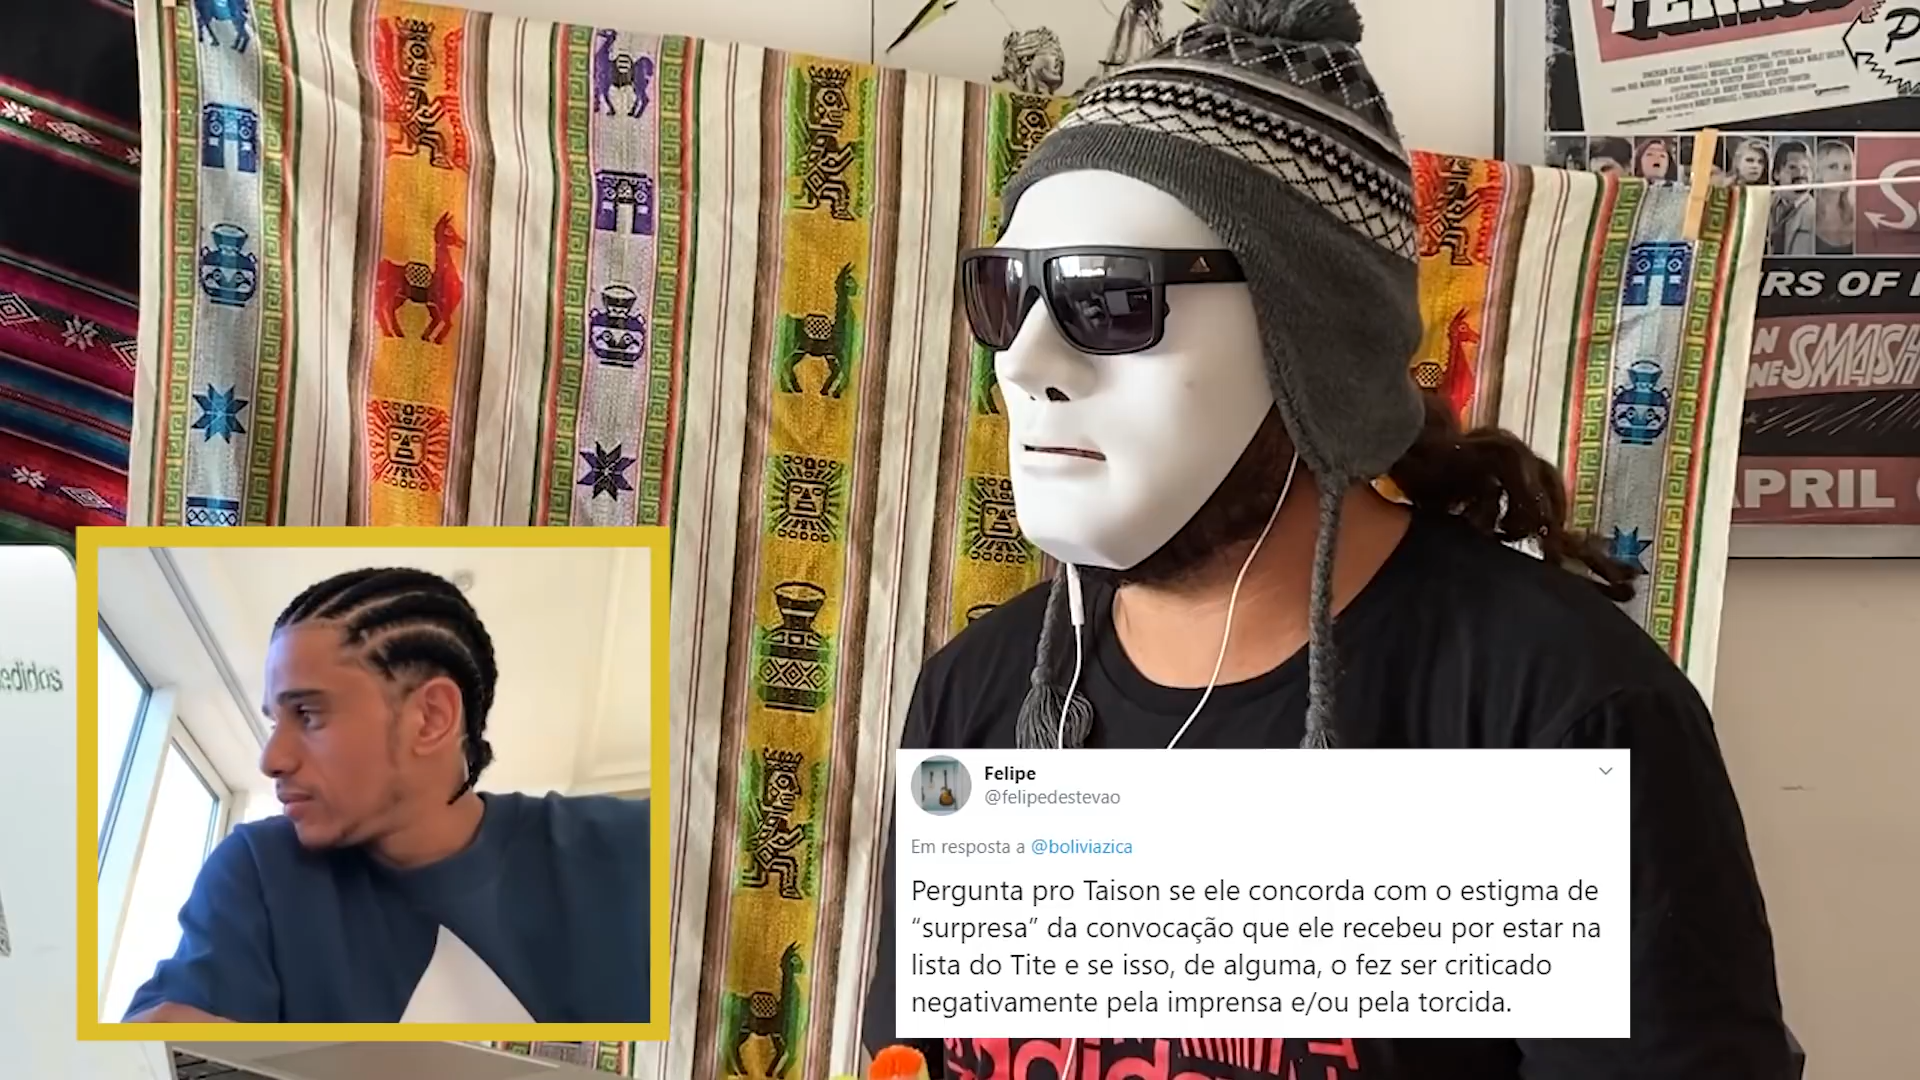 RS OF
SMASH
APRIL
edidos
Felipe
@felipedestevao
Em resposta a @boliviazica
Pergunta pro Taison se ele concorda com o estigma de
“surpresa” da convocação que ele recebeu por estar na
lista do Tite e se isso, de alguma, o fez ser criticado
negativamente pela imprensa e/ou pela torcida.
adida